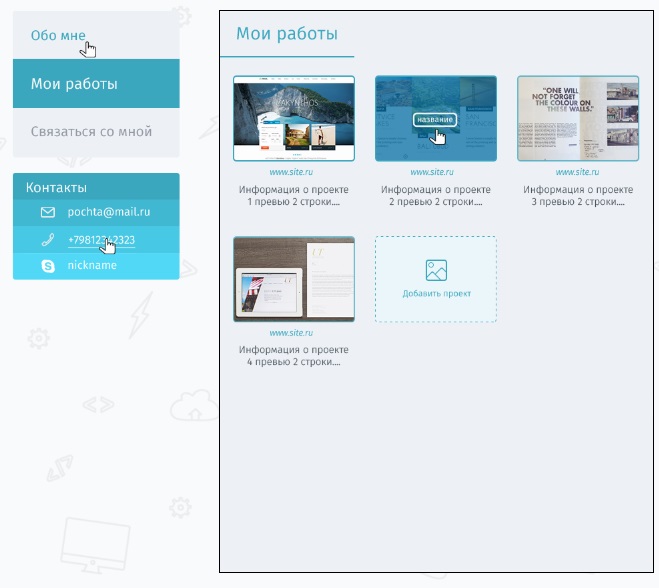 Обо мне
Мои работы
Связаться со мной
Контакты
pochta@mail.ru
nickname
Мои работы
название
"ONE WILL
NOT FORGET
THE COLOUR ON
THESE WALLS."
www.site.ru
www.site.ru
www.site.ru
Информация о проекте
1 превью 2 строки....
Информация о проекте
2 превью 2 строки....
Информация о проекте
3 превью 2 строки....
Добавить проект
www.site.ru
Информация о проекте
4 превью 2 строки....